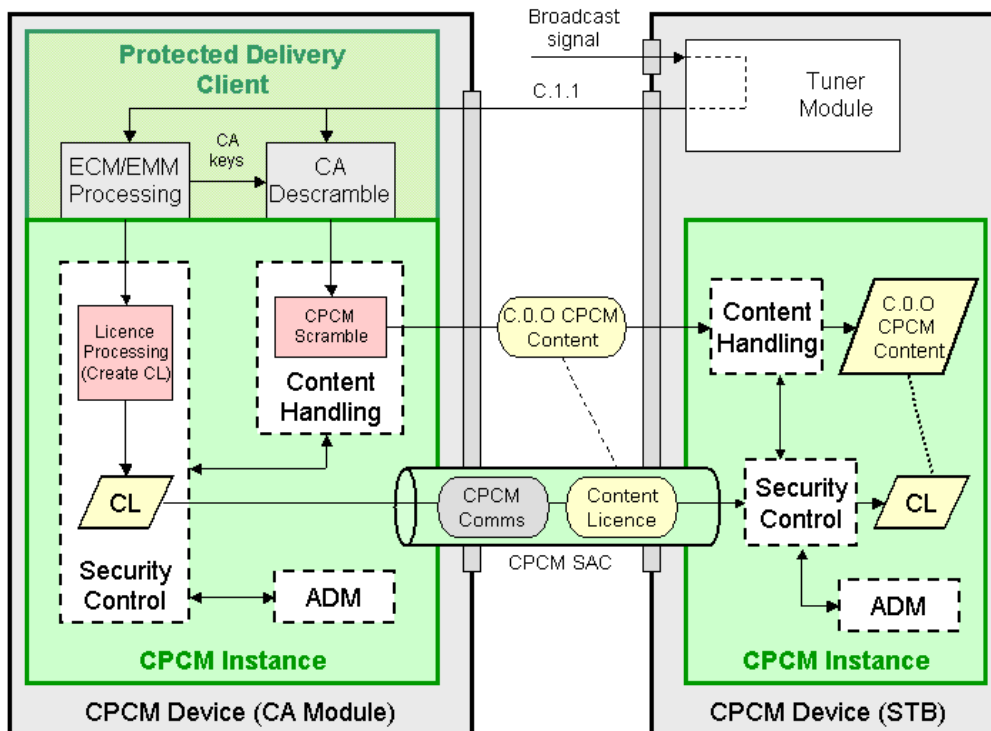 Broadcast
signal
Protected Delivery
Client
C.1.1
Tuner
Module
CA
keys
ECM/EMM
Processing
CA
Descramble
Licence
Processing
(Create CL)
CPCM
Scramble
Content
Handling
C.0.O CPCM
Content
Content
Handling
C.0.O
CPCM
Content
CL
CPCM
Comms
Content
Licence
Security
Control
CL
CPCM SAC
Security
Control
ADM
ADM
CPCM Instance
CPCM Instance
CPCM Device (CA Module)
CPCM Device (STB)